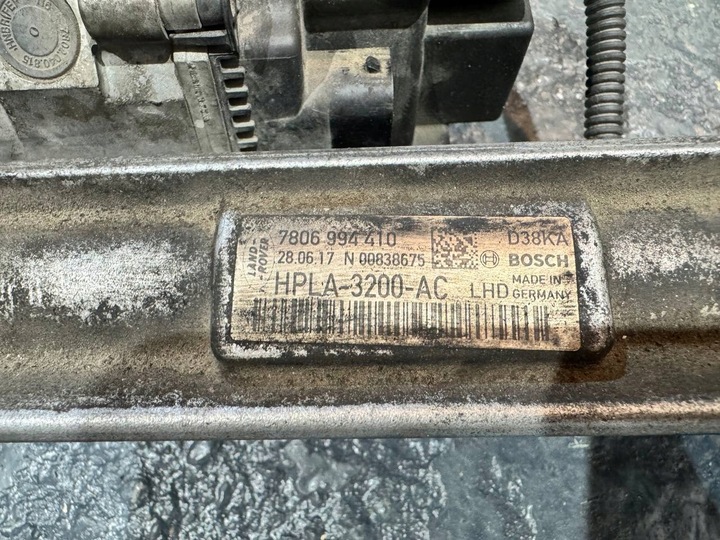 LAND-
ROVER
7806 994 410
D38KA
28.06.17 N 00838675
BOSCH
HPLA-3200-AC LHD
MADE IN
GERMANY